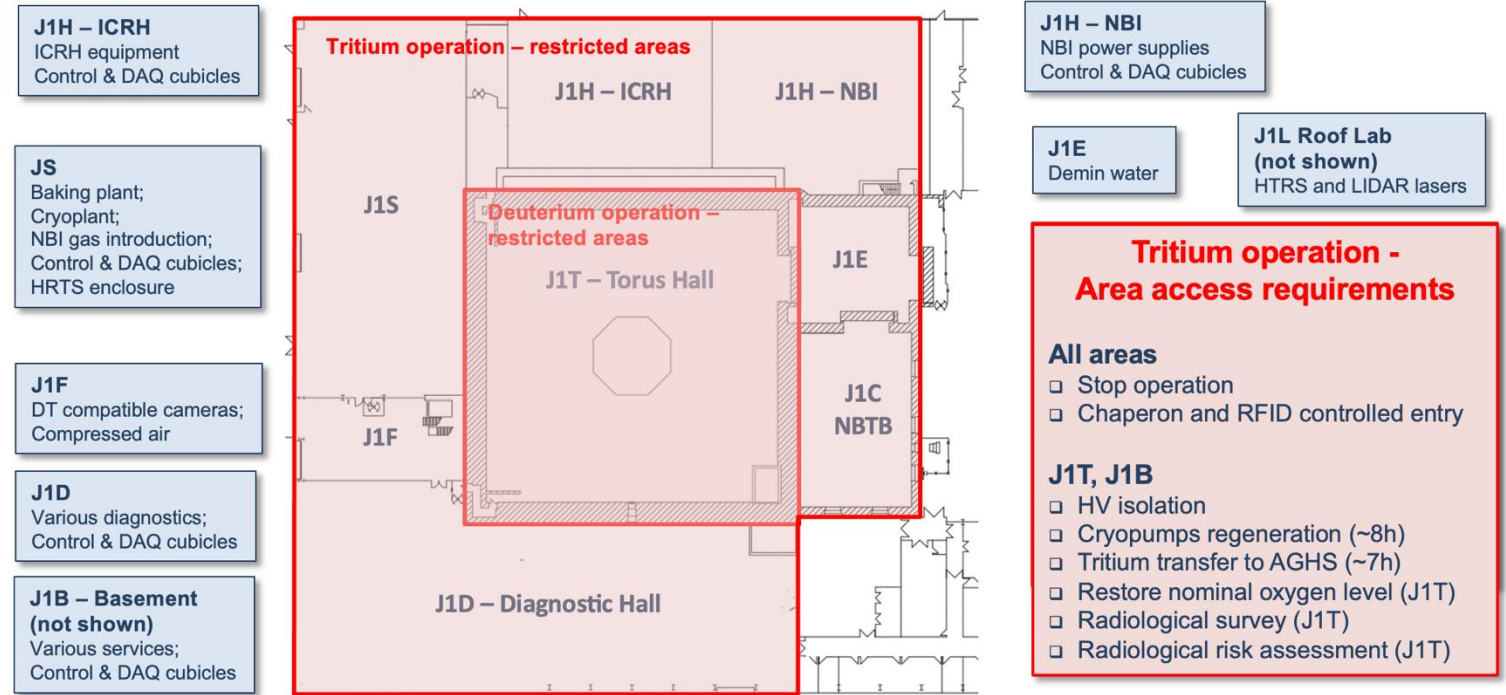 J1H – ICRH
ICRH equipment
Control & DAQ cubicles
JS
Baking plant;
Cryoplant;
NBI gas introduction;
Control & DAQ cubicles;
HRTS enclosure
J1F
DT compatible cameras;
Compressed air
J1D
Various diagnostics;
Control & DAQ cubicles
J1B – Basement
(not shown)
Various services;
Control & DAQ cubicles
Tritium operation – restricted areas
J1H – ICRH
J1H – NBI
J1S
Deuterium operation –
restricted areas
J1T – Torus Hall
J1E
J1C
NBTB
J1F
J1D – Diagnostic Hall
J1H – NBI
NBI power supplies
Control & DAQ cubicles
J1E
Demin water
J1L Roof Lab
(not shown)
HTRS and LIDAR lasers
Tritium operation -
Area access requirements
All areas
❑ Stop operation
❑ Chaperon and RFID controlled entry
J1T, J1B
❑ HV isolation
❑ Cryopumps regeneration (~8h)
❑ Tritium transfer to AGHS (~7h)
❑ Restore nominal oxygen level (J1T)
❑ Radiological survey (J1T)
❑ Radiological risk assessment (J1T)